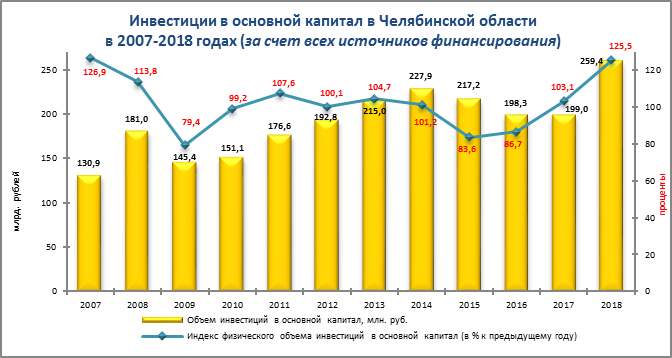 Инвестиции в основной капитал в Челябинской области
в 2007-2018 годах (за счет всех источников финансирования)
126,9 113,8 79,4 99,2 107,6 100,1 104,7 101,2 83,6 86,7 103,1 125,5
130,9 181,0 145,4 151,1 176,6 192,8 215,0 227,9 217,2 198,3 199,0 259,4
млрд. рублей
250
200
150
100
50
0
проценты
120
100
80
60
40
20
0
2007 2008 2009 2010 2011 2012 2013 2014 2015 2016 2017 2018
Объем инвестиций в основной капитал, млн. руб.
Индекс физического объема инвестиций в основной капитал (в % к предыдущему году)